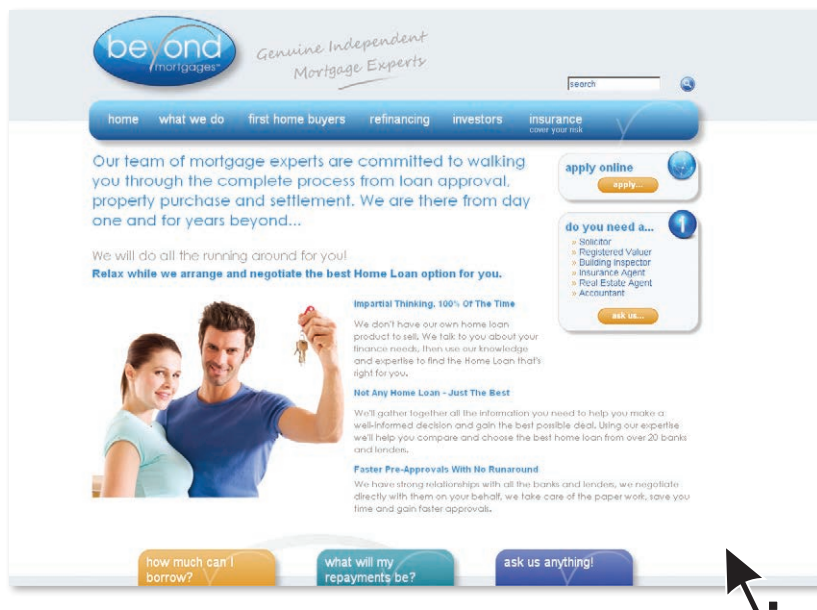 beyond
mortgages
Genuine Independent
Mortgage Experts
search
home what we do first home buyers refinancing investors insurance
cover your risk
Our team of mortgage experts are committed to walking
you through the complete process from loan approval,
property purchase and settlement. We are there from day
one and for years beyond...
We will do all the running around for you!
Relax while we arrange and negotiate the best Home Loan option for you.
Impartial Thinking, 100% Of The Time
We don't have our own home loan
product to sell. We talk to you about your
finance needs, then use our knowledge
and expertise to find the Home Loan that's
right for you.
Not Any Home Loan - Just The Best
We'll gather together all the information you need to help you make a
well-informed decision and gain the best possible deal. Using our expertise
we'll help you compare and choose the best home loan from over 20 banks
and lenders.
Faster Pre-Approvals With No Runaround
We have strong relationships with all the banks and lenders, we negotiate
directly with them on your behalf, we take care of the paper work, save you
time and gain faster approvals.
apply online
apply...
do you need a... 1
» Solicitor
» Registered Valuer
» Building Inspector
» Insurance Agent
» Real Estate Agent
» Accountant
ask us...
how much can I
borrow?
what will my
repayments be?
ask us anything!